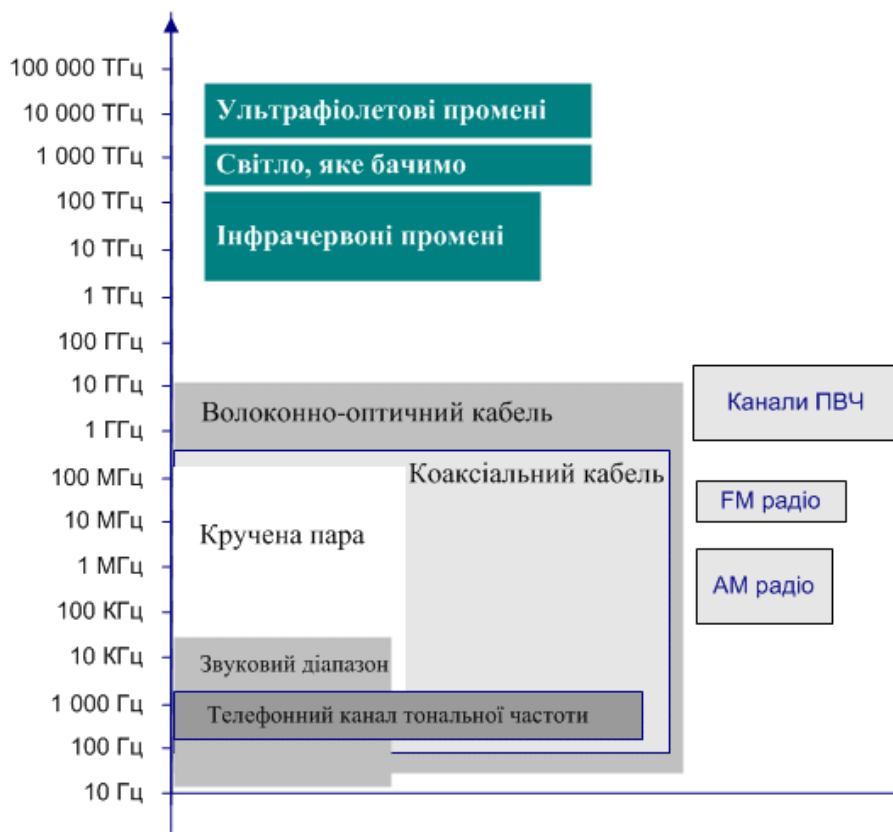 100 000 ТГц
10 000 ТГц
1 000 ТГц
100 ТГц
10 ТГц
1 ТГц
100 ГГц
10 ГГц
1 ГГц
100 МГц
10 МГц
1 МГц
100 КГц
10 КГц
1 000 Гц
100 Гц
10 Гц
Ультрафіолетові промені
Світло, яке бачимо
Інфрачервоні промені
Волоконно-оптичний кабель
Коаксіальний кабель
Кручена пара
Звуковий діапазон
Телефонний канал тональної частоти
Канали ПВЧ
FM радіо
АМ радіо